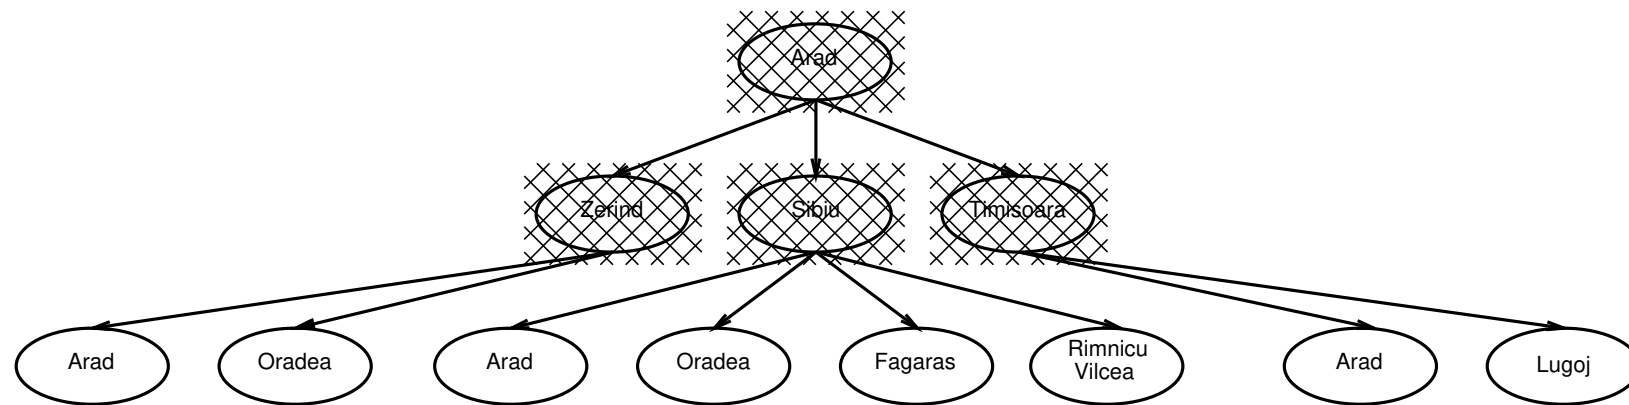 Arad
Zerind
Sibiu
Timisoara
Arad
Oradea
Arad
Oradea
Fagaras
Rimnicu
Vilcea
Arad
Lugoj